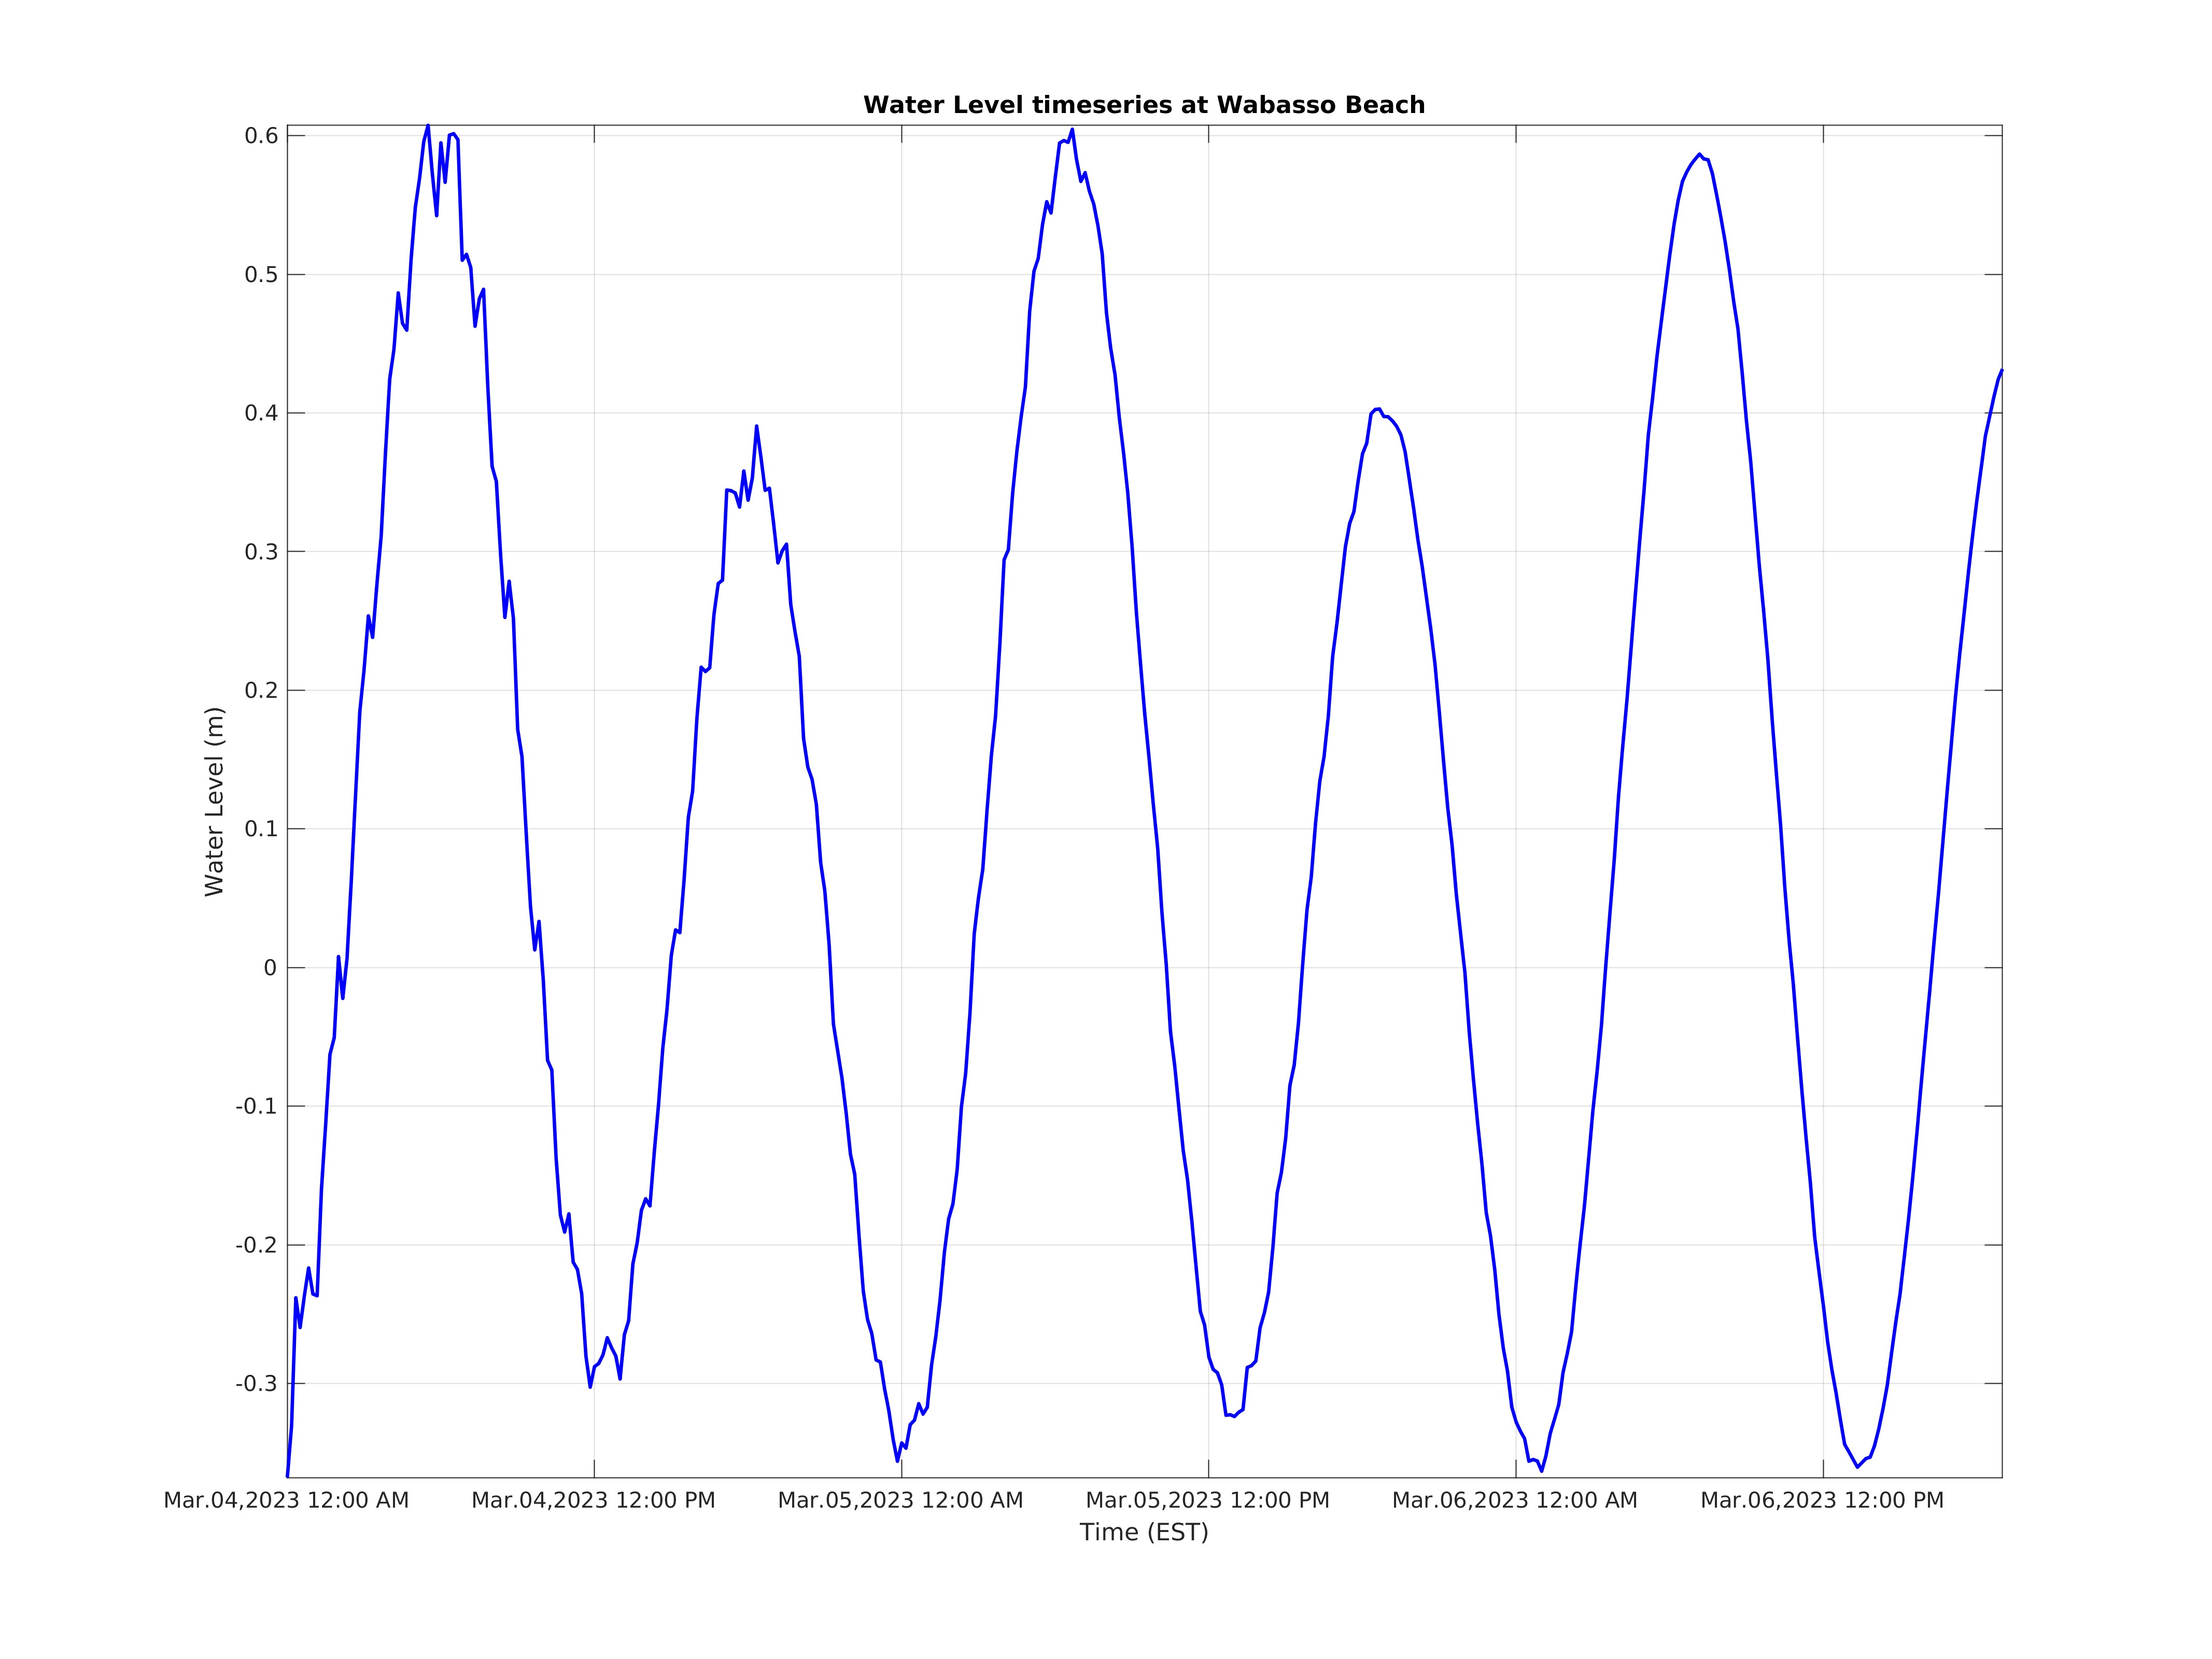 Water Level timeseries at Wabasso Beach
0.6
0.5
0.4
0.3
0.2
0.1
0
-0.1
-0.2
-0.3
Water Level (m)
Mar.04,2023 12:00 AM Mar.04,2023 12:00 PM Mar.05,2023 12:00 AM Mar.05,2023 12:00 PM Mar.06,2023 12:00 AM Mar.06,2023 12:00 PM
Time (EST)